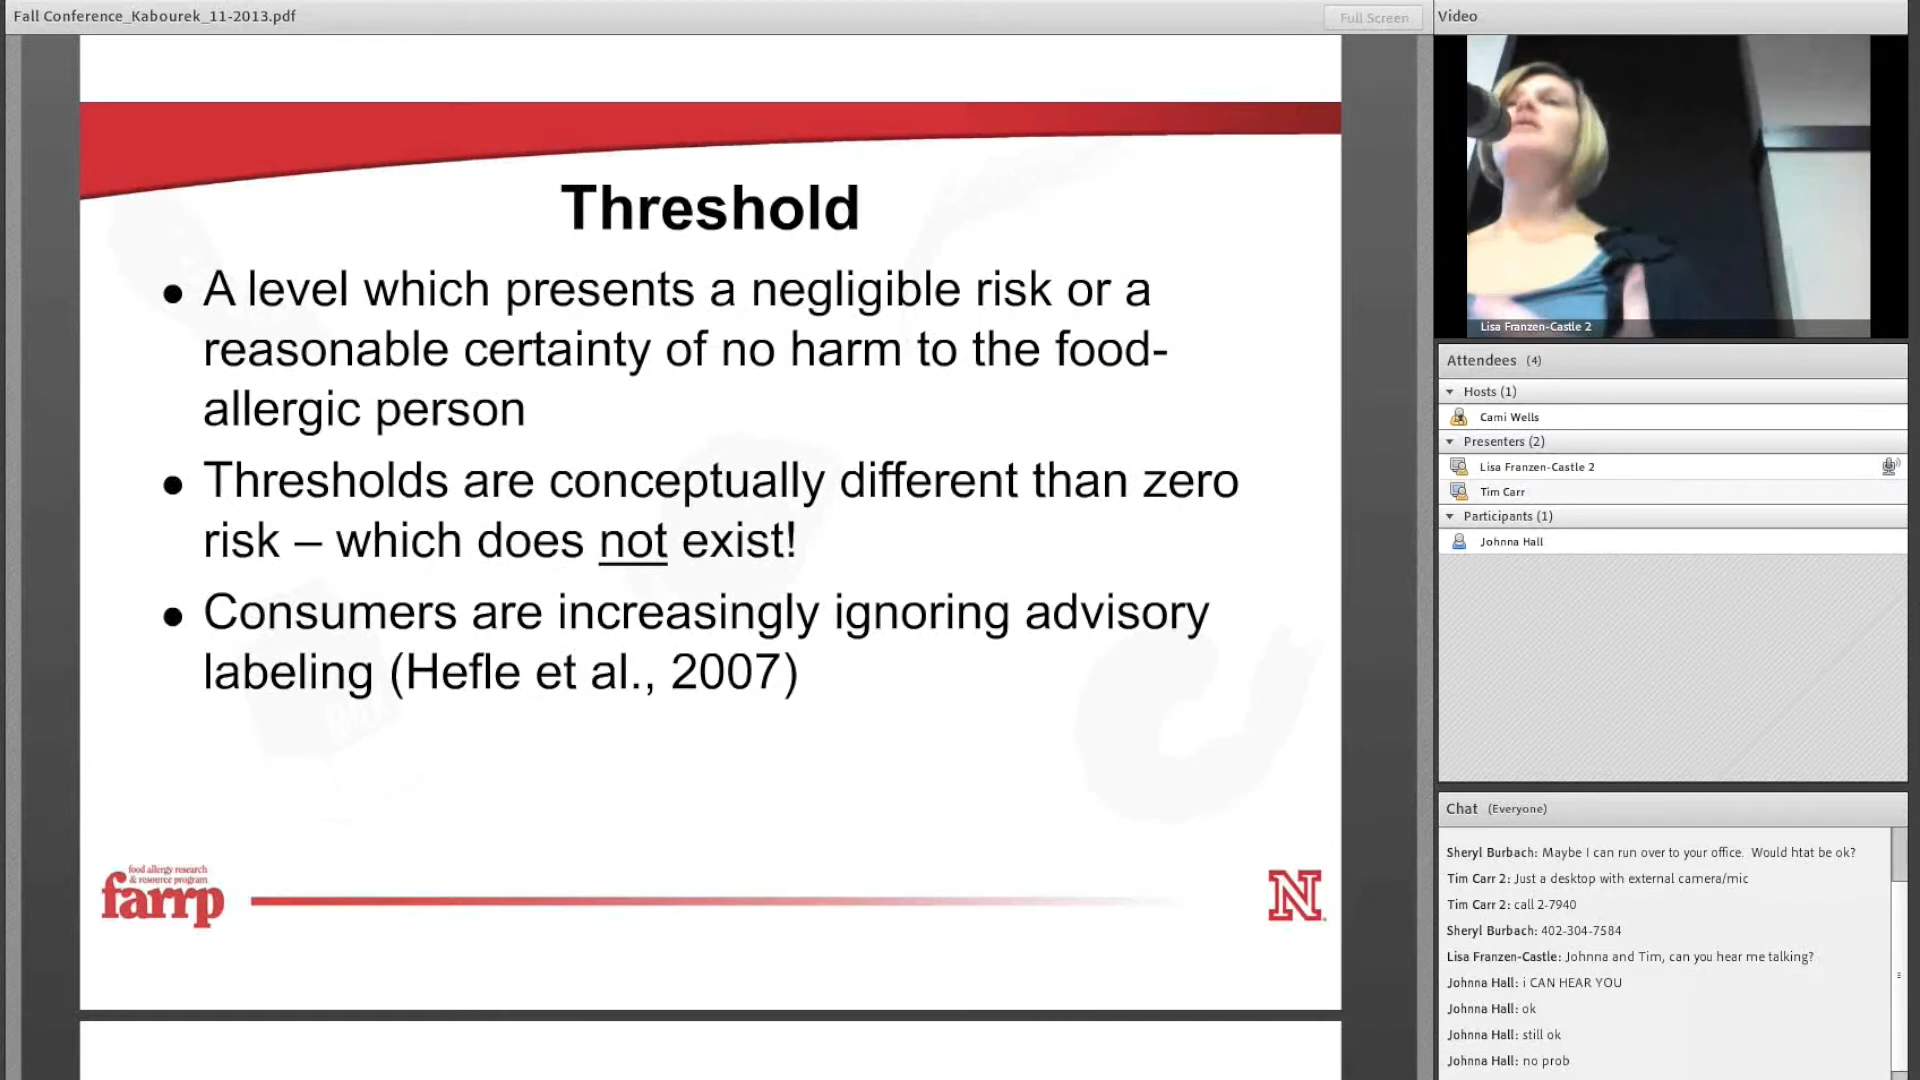 Fall Conference_Kabourek_11-2013.pdf
Full Screen
Threshold
● A level which presents a negligible risk or a
reasonable certainty of no harm to the food-
allergic person
● Thresholds are conceptually different than zero
risk – which does not exist!
● Consumers are increasingly ignoring advisory
labeling (Hefle et al., 2007)
food allergy research
& resource program
farrp
N
Video
Lisa Franzen-Castle 2
Attendees (4)
Hosts (1)
Cami Wells
Presenters (2)
Lisa Franzen-Castle 2
Tim Carr
Participants (1)
Johnna Hall
Chat (Everyone)
Sheryl Burbach: Maybe I can run over to your office. Would htat be ok?
Tim Carr 2: Just a desktop with external camera/mic
Tim Carr 2: call 2-7940
Sheryl Burbach: 402-304-7584
Lisa Franzen-Castle: Johnna and Tim, can you hear me talking?
Johnna Hall: i CAN HEAR YOU
Johnna Hall: ok
Johnna Hall: still ok
Johnna Hall: no prob